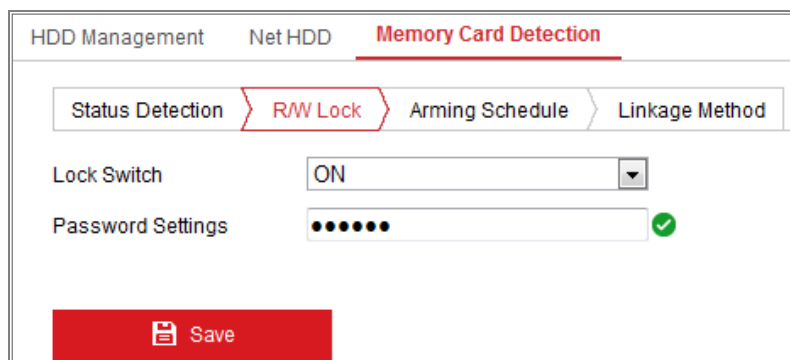 HDD Management Net HDD Memory Card Detection
Status Detection R/W Lock Arming Schedule Linkage Method
Lock Switch ON
Password Settings ●●●●●●
Save